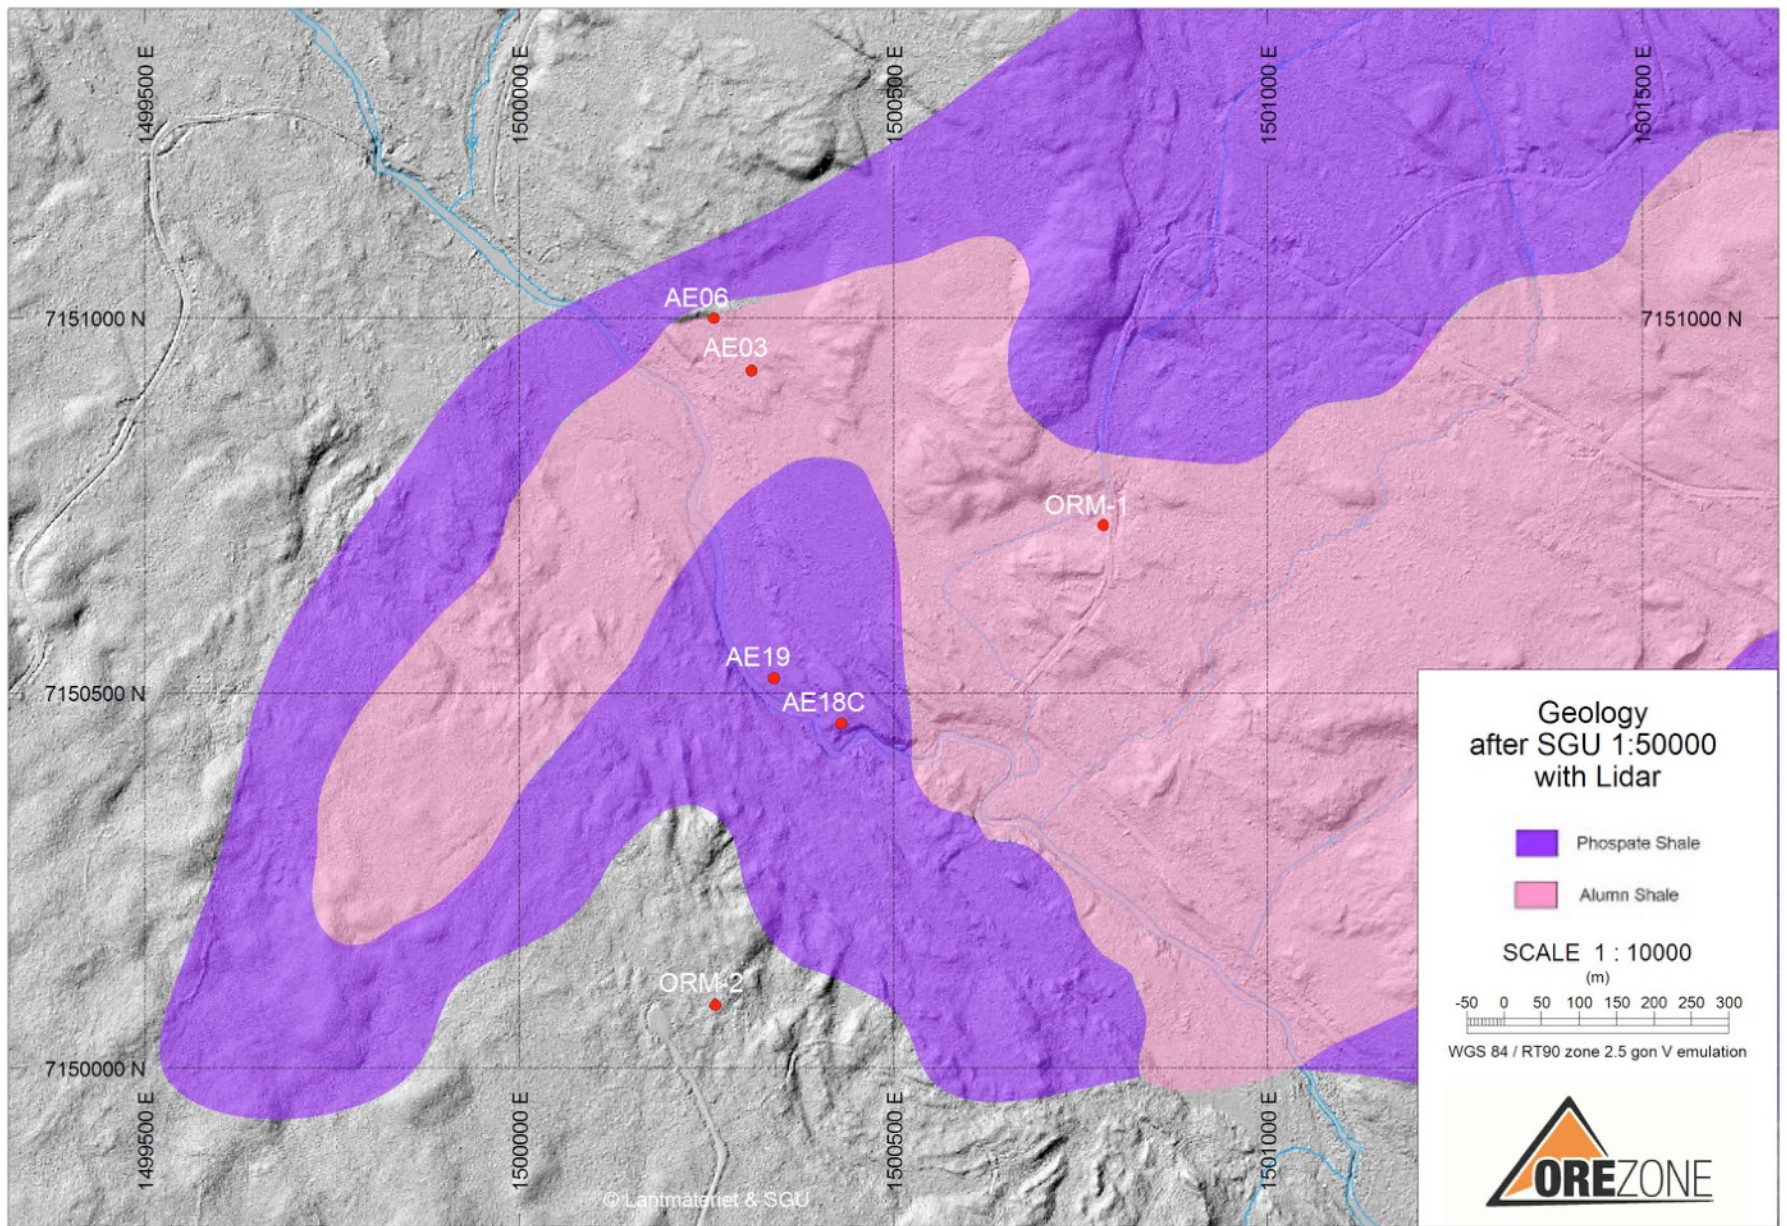 1499500 E
1500000 E
1500500 E
1501000 E
1501500 E
AE06
7151000 N
7151000 N
AE03
ORM-1
AE19
7150500 N
AE18C
Geology
after SGU 1:50000
with Lidar
Phospate Shale
Alumn Shale
SCALE 1 : 10000
(m)
-50 0 50 100 150 200 250 300
WGS 84 / RT90 zone 2.5 gon V emulation
ORM-2
7150000 N
1499500 E
1500000 E
1500500 E
1501000 E
© Lantmäteriet & SGU
OREZONE